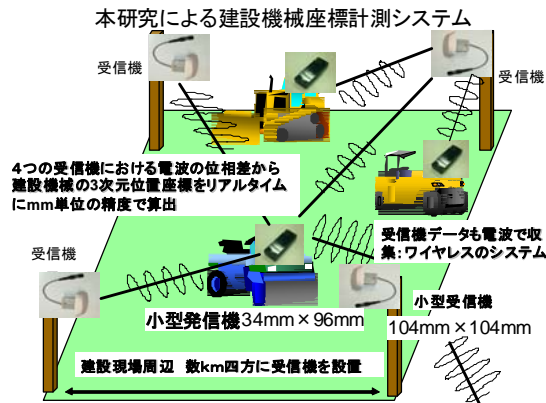 本研究による建設機械座標計測システム
受信機
受信機
4つの受信機における電波の位相差から
建設機械の3次元位置座標をリアルタイム
にmm単位の精度で算出
受信機データも電波で収
集：ワイヤレスのシステム
受信機
小型発信機34mm×96mm
小型受信機
104mm×104mm
建設現場周辺 数km四方に受信機を設置